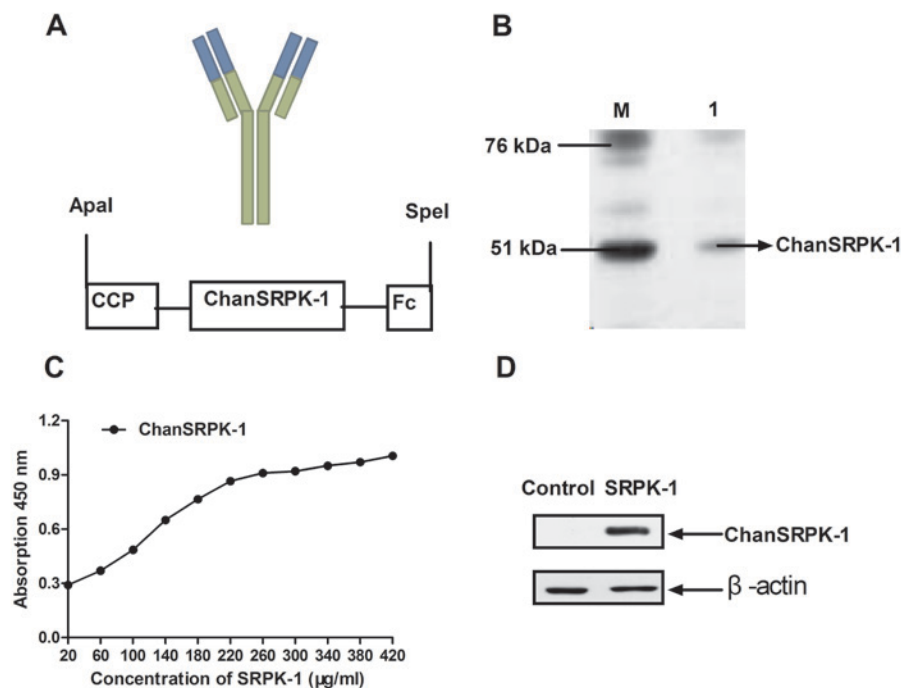 A
ApaI
SpeI
CCP
ChanSRPK-1
Fc
B
M 1
76 kDa
51 kDa
ChanSRPK-1
C
ChanSRPK-1
Absorption 450 nm
1.2
0.9
0.6
0.3
0.0
20 60 100 140 180 220 260 300 340 380 420
Concentration of SRPK-1 (µg/ml)
D
Control SRPK-1
ChanSRPK-1
β -actin